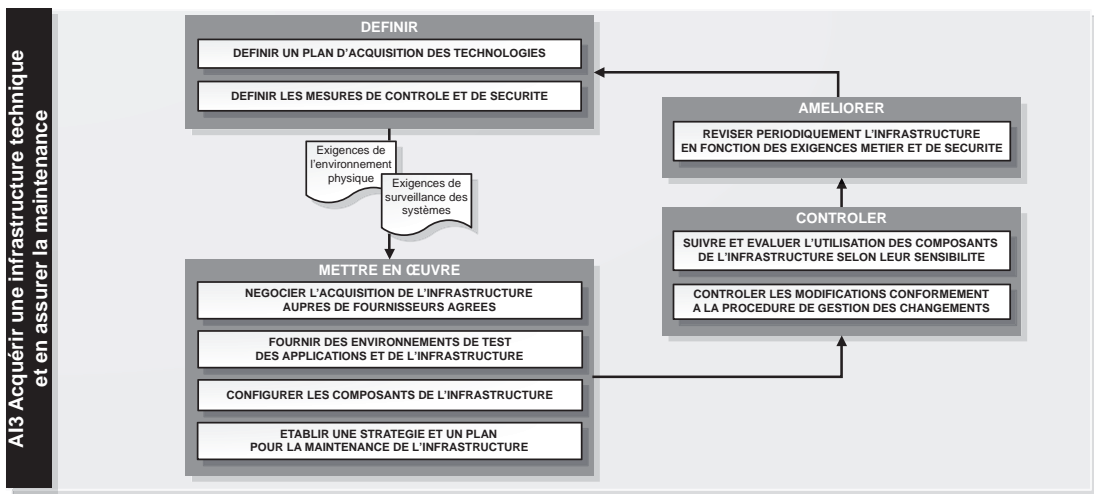 AI3 Acquérir une infrastructure technique
et en assurer la maintenance
DEFINIR
DEFINIR UN PLAN D’ACQUISITION DES TECHNOLOGIES
DEFINIR LES MESURES DE CONTROLE ET DE SECURITE
Exigences de
l’environnement
physique
Exigences de
surveillance des
systèmes
METTRE EN ŒUVRE
NEGOCIER L’ACQUISITION DE L’INFRASTRUCTURE
AUPRES DE FOURNISSEURS AGREES
FOURNIR DES ENVIRONNEMENTS DE TEST
DES APPLICATIONS ET DE L’INFRASTRUCTURE
CONFIGURER LES COMPOSANTS DE L’INFRASTRUCTURE
ETABLIR UNE STRATEGIE ET UN PLAN
POUR LA MAINTENANCE DE L’INFRASTRUCTURE
AMELIORER
REVISER PERIODIQUEMENT L’INFRASTRUCTURE
EN FONCTION DES EXIGENCES METIER ET DE SECURITE
CONTROLER
SUIVRE ET EVALUER L’UTILISATION DES COMPOSANTS
DE L’INFRASTRUCTURE SELON LEUR SENSIBILITE
CONTROLER LES MODIFICATIONS CONFORMEMENT
A LA PROCEDURE DE GESTION DES CHANGEMENTS